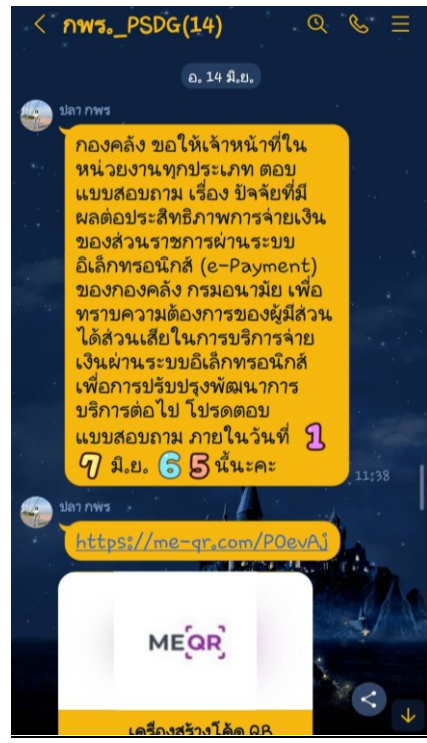 กพร._PSDG(14)
อ. 14 มิ.ย.
ปลา กพร
กองคลัง ขอให้เจ้าหน้าที่ใน
หน่วยงานทุกประเภท ตอบ
แบบสอบถาม เรื่อง ปัจจัยที่มี
ผลต่อประสิทธิภาพการจ่ายเงิน
ของส่วนราชการผ่านระบบ
อิเล็กทรอนิกส์ (e-Payment)
ของกองคลัง กรมอนามัย เพื่อ
ทราบความต้องการของผู้มีส่วน
ได้ส่วนเสียในการบริการจ่าย
เงินผ่านระบบอิเล็กทรอนิกส์
เพื่อการปรับปรุงพัฒนาการ
บริการต่อไป โปรดตอบ
แบบสอบถาม ภายในวันที่ 1
7 มิ.ย. 6 5 นี้นะคะ
11:38
ปลา กพร
https://me-qr.com/POevAj
MEQR
เครื่องสร้างโค้ด QR